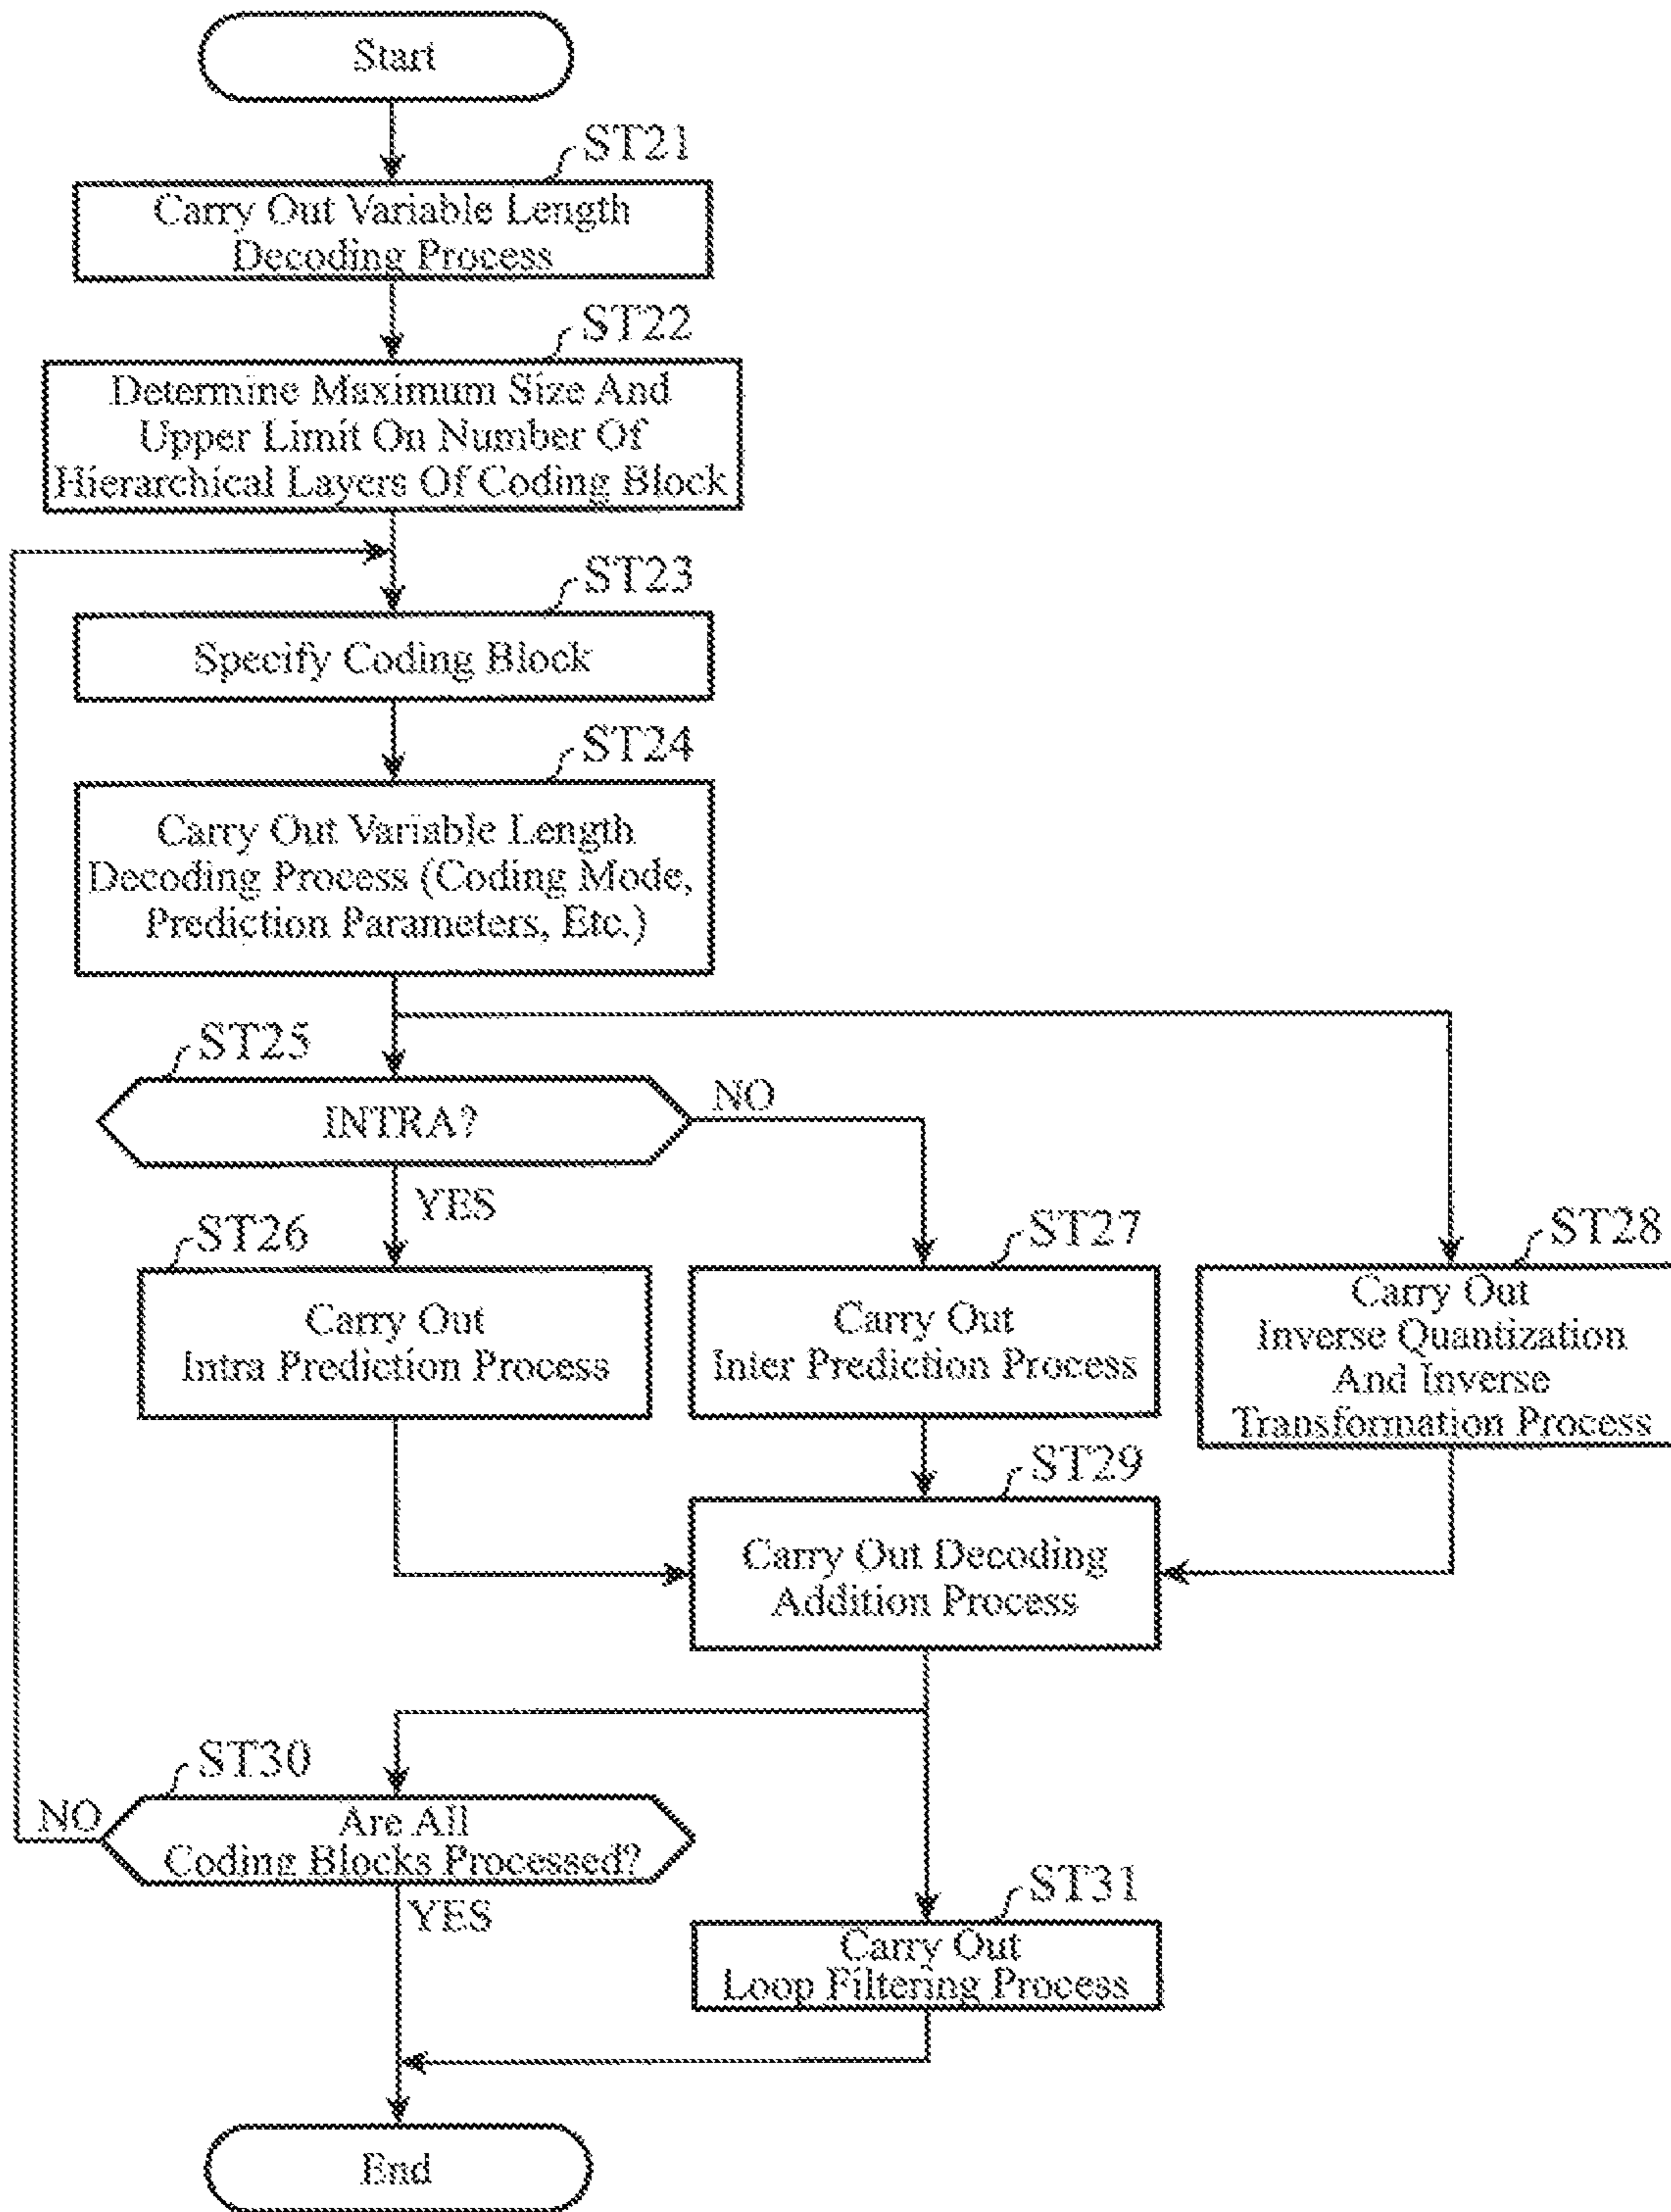 Start
ST21
Carry Out Variable Length
Decoding Process
ST22
Determine Maximum Size And
Upper Limit On Number Of
Hierarchical Layers Of Coding Block
ST23
Specify Coding Block
ST24
Carry Out Variable Length
Decoding Process (Coding Mode,
Prediction Parameters, Etc.)
ST25
INTRA?
NO
YES
ST26
Carry Out
Intra Prediction Process
ST27
Carry Out
Inter Prediction Process
ST28
Carry Out
Inverse Quantization
And Inverse
Transformation Process
ST29
Carry Out Decoding
Addition Process
ST30
NO
Are All
Coding Blocks Processed?
YES
ST31
Carry Out
Loop Filtering Process
End